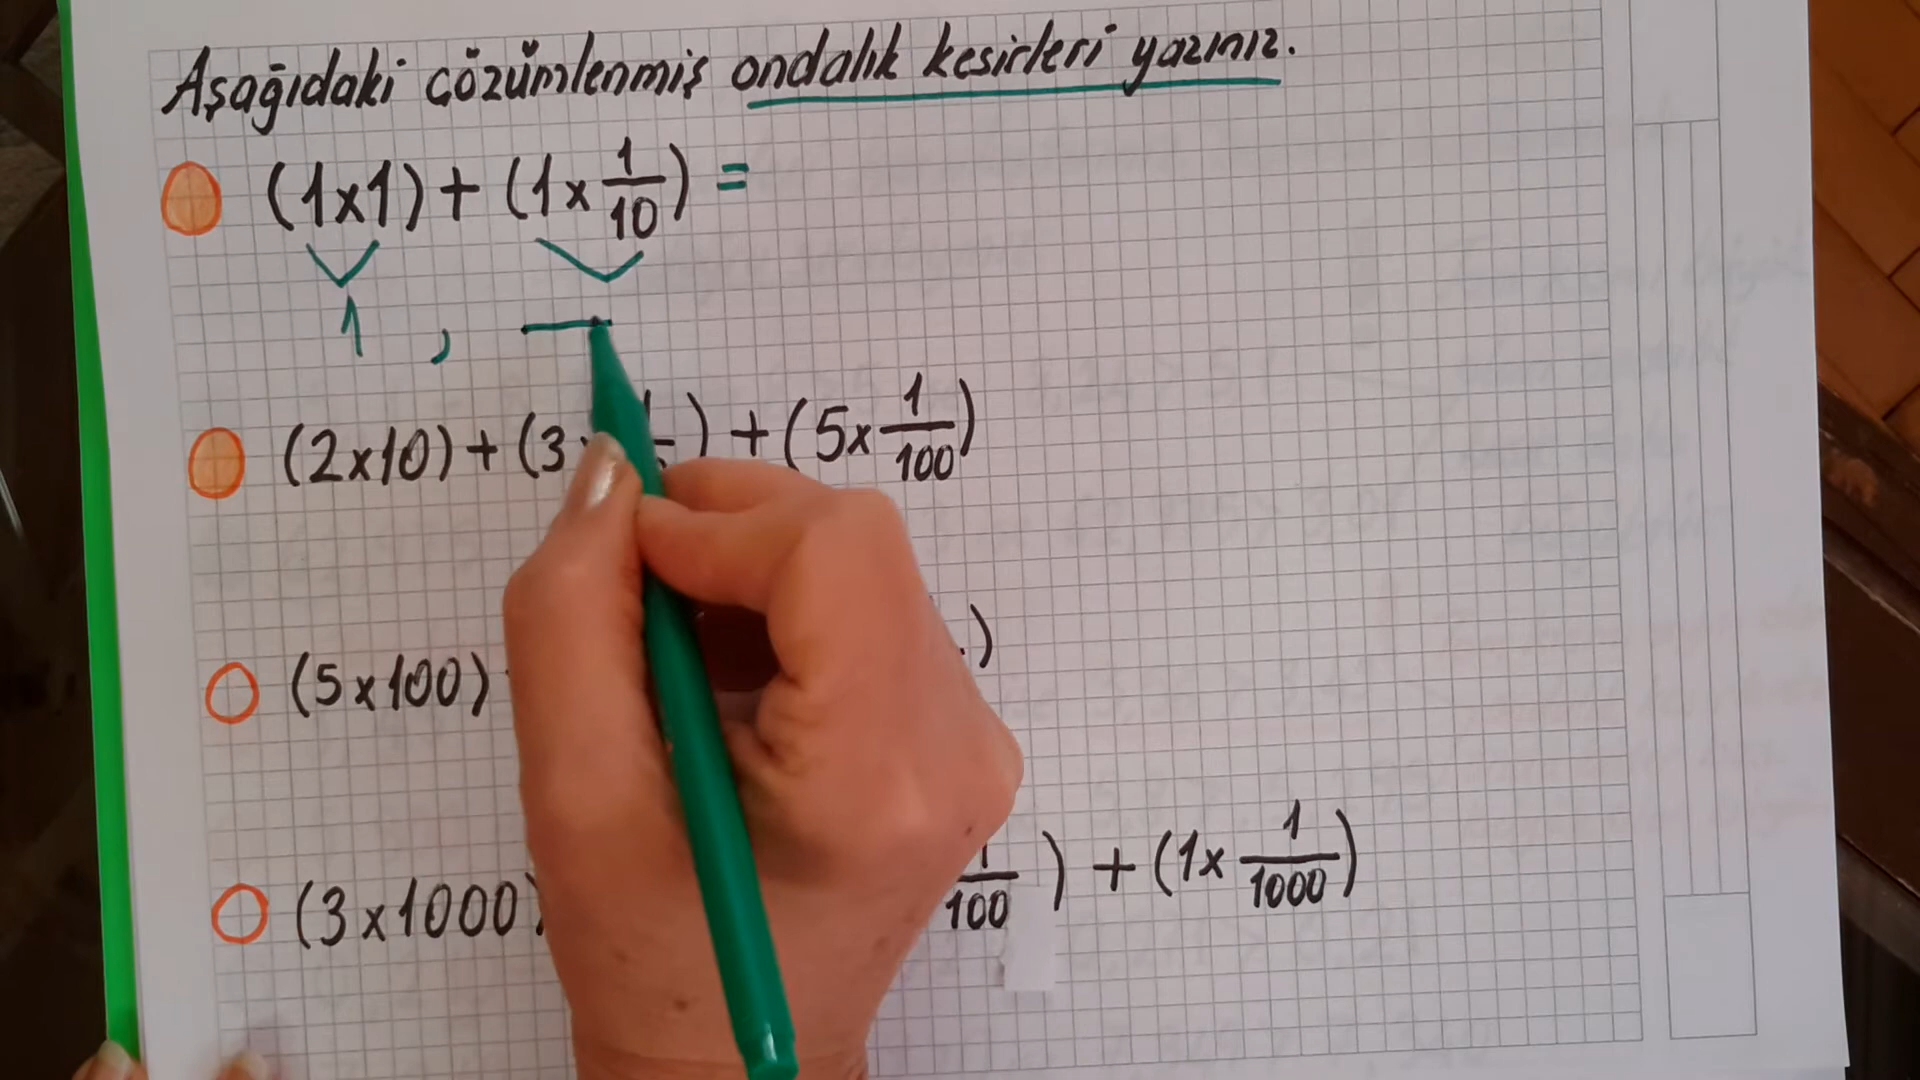 Aşağıdaki çözümlenmiş ondalık kesirleri yazınız.
(1x1) + (1x 1/10) =
1 ,
(2x10) + (3 ) + (5x 1/100)
(5x100) )
(3x1000) 1/100 ) + (1x 1/1000)